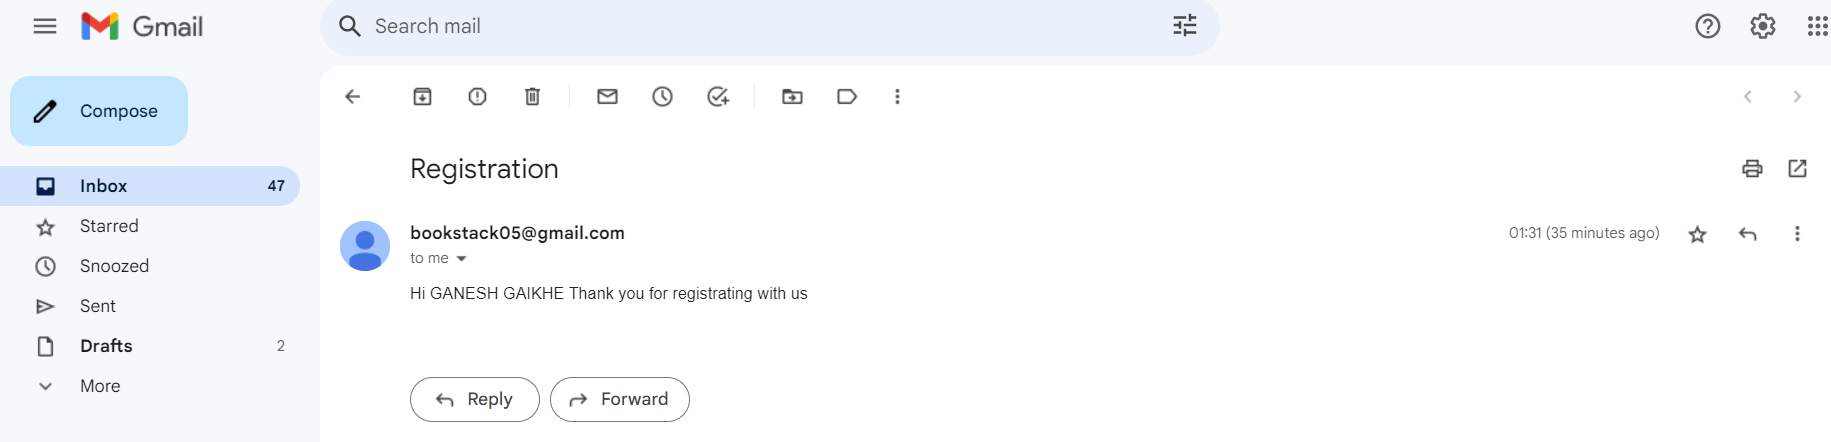 Gmail
Search mail
Compose
Inbox 47
Starred
Snoozed
Sent
Drafts 2
More
Registration
bookstack05@gmail.com 01:31 (35 minutes ago)
to me
Hi GANESH GAIKHE Thank you for registrating with us
Reply Forward